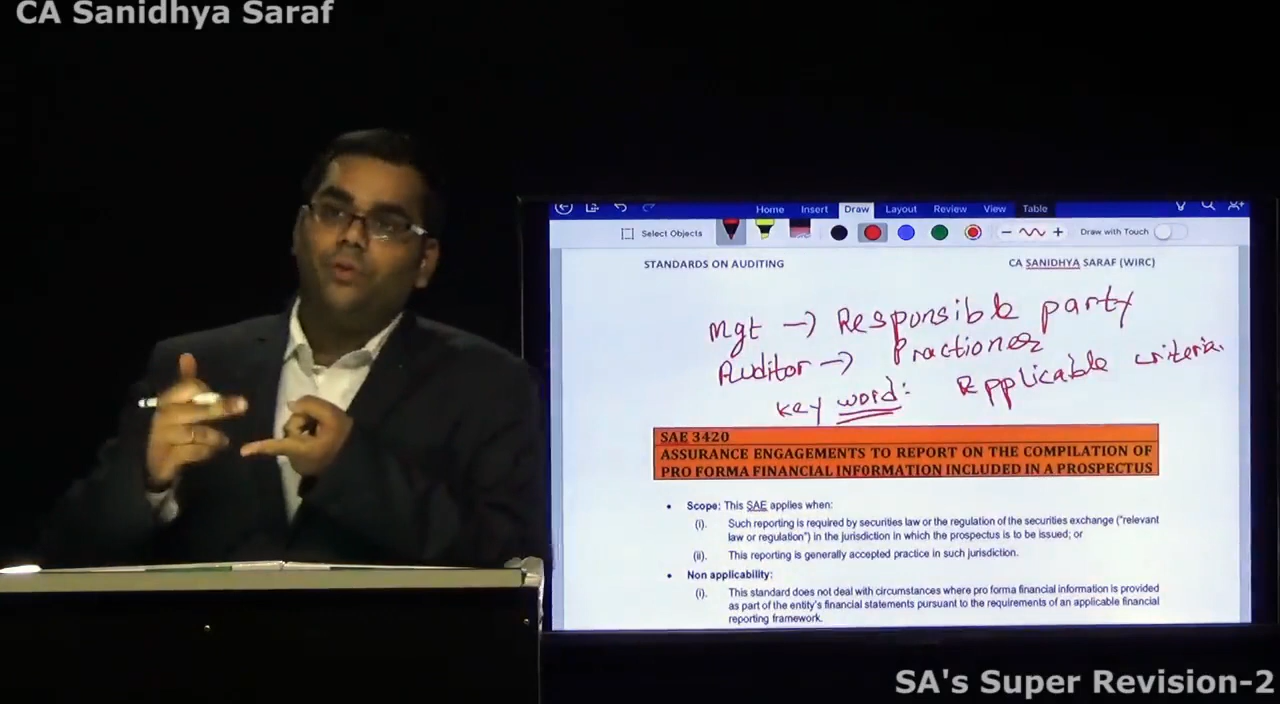 CA Sanidhya Saraf
Home Insert Draw Layout Review View Table
Select Objects
Draw with Touch
STANDARDS ON AUDITING
CA SANIDHYA SARAF (WIRC)
Mgt → Responsible party
Auditor → Practioner
key word: Applicable criteria.
SAE 3420
ASSURANCE ENGAGEMENTS TO REPORT ON THE COMPILATION OF
PRO FORMA FINANCIAL INFORMATION INCLUDED IN A PROSPECTUS
• Scope: This SAE applies when:
(i). Such reporting is required by securities law or the regulation of the securities exchange ("relevant
law or regulation") in the jurisdiction in which the prospectus is to be issued; or
(ii). This reporting is generally accepted practice in such jurisdiction.
• Non applicability:
(i). This standard does not deal with circumstances where pro forma financial information is provided
as part of the entity's financial statements pursuant to the requirements of an applicable financial
reporting framework.
SA's Super Revision-2